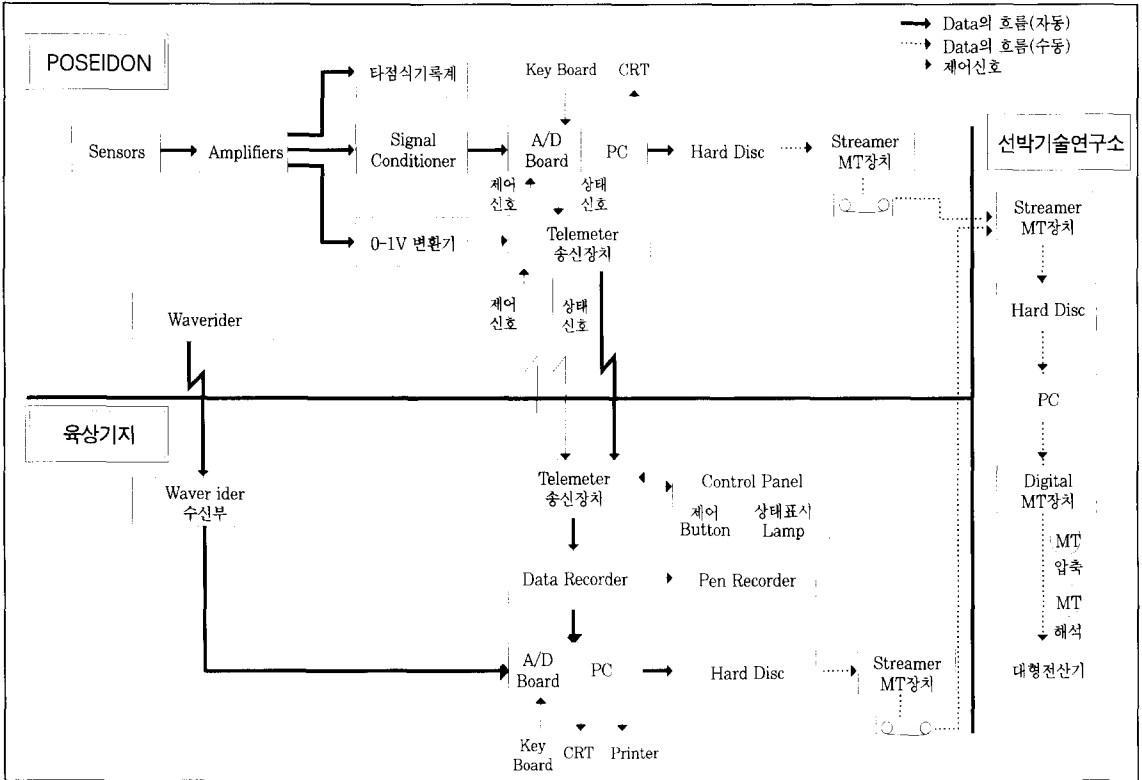 Data의 흐름(자동)
Data의 흐름(수동)
제어신호
POSEIDON
타점식기록계
Key Board
CRT
Sensors
Amplifiers
Signal
Conditioner
A/D
Board
PC
Hard Disc
Streamer
MT장치
선박기술연구소
제어
신호
상태
신호
0-1V 변환기
Telemeter
송신장치
Streamer
MT장치
제어
신호
상태
신호
Waverider
Hard Disc
PC
육상기지
Waver ider
수신부
Telemeter
송신장치
Control Panel
제어
Button
상태표시
Lamp
Digital
MT장치
MT
압축
MT
해석
Data Recorder
Pen Recorder
A/D
Board
PC
Hard Disc
Streamer
MT장치
대형전산기
Key
Board
CRT
Printer